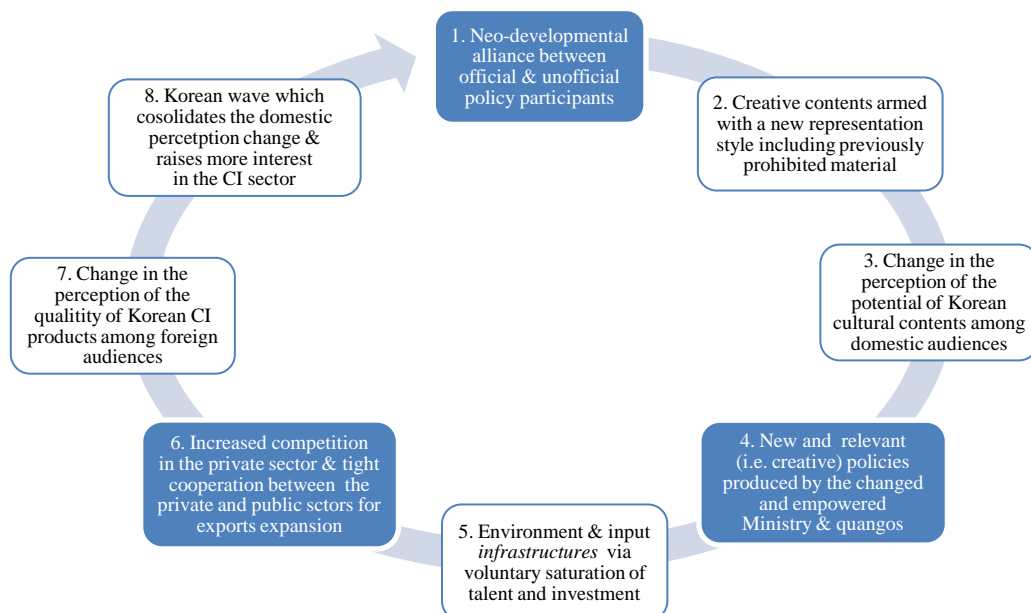 1. Neo-developmental
alliance between
official & unofficial
policy participants
2. Creative contents armed
with a new representation
style including previously
prohibited material
3. Change in the
perception of the
potential of Korean
cultural contents among
domestic audiences
4. New and relevant
(i.e. creative) policies
produced by the changed
and empowered
Ministry & quangos
5. Environment & input
infrastructures via
voluntary saturation of
talent and investment
6. Increased competition
in the private sector & tight
cooperation between the
private and public sctors for
exports expansion
7. Change in the
perception of the
qualitity of Korean CI
products among foreign
audiences
8. Korean wave which
cosolidates the domestic
percetption change &
raises more interest
in the CI sector